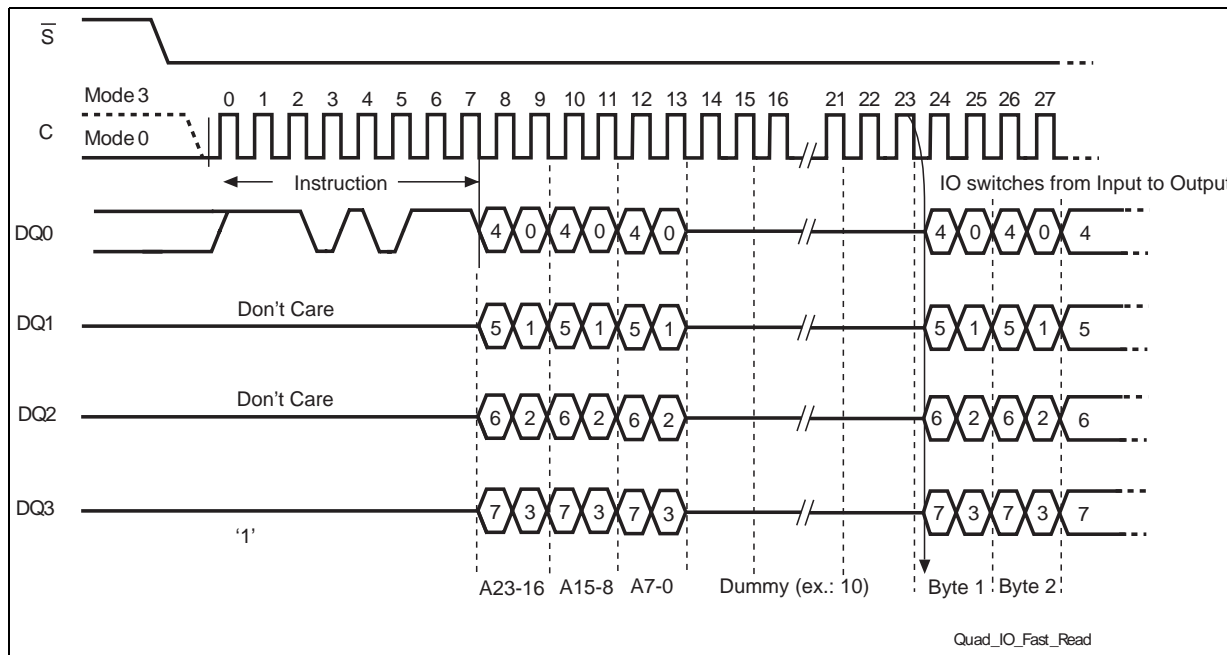 S
Mode 3
0 1 2 3 4 5 6 7 8 9 10 11 12 13 14 15 16 21 22 23 24 25 26 27
C
Mode 0
Instruction
IO switches from Input to Output
DQ0 4 0 4 0 4 0 4 0 4 0 4
Don't Care
DQ1 5 1 5 1 5 1 5 1 5 1 5
Don't Care
DQ2 6 2 6 2 6 2 6 2 6 2 6
DQ3 7 3 7 3 7 3 7 3 7 3 7
‘1’
A23-16 A15-8 A7-0 Dummy (ex.: 10) Byte 1 Byte 2
Quad_IO_Fast_Read